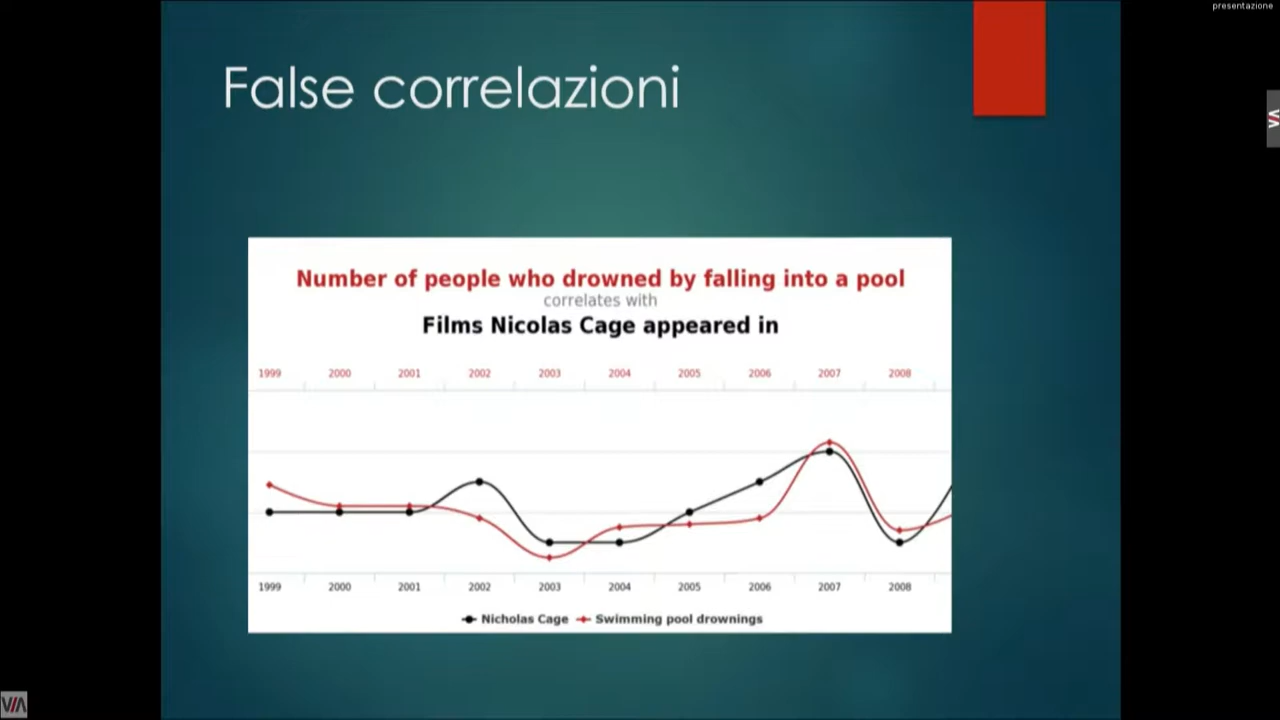 presentazione
False correlazioni
Number of people who drowned by falling into a pool
correlates with
Films Nicolas Cage appeared in
1999 2000 2001 2002 2003 2004 2005 2006 2007 2008
1999 2000 2001 2002 2003 2004 2005 2006 2007 2008
Nicholas Cage Swimming pool drownings
VIA